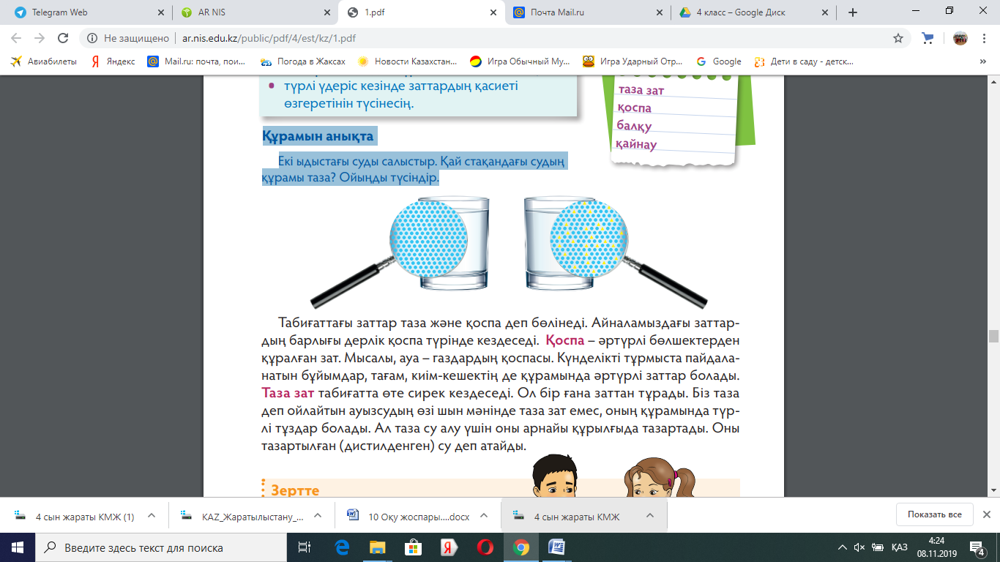 Telegram Web
AR NIS
1.pdf
Почта Mail.ru
4 класс – Google Диск
Не защищено
ar.nis.edu.kz/public/pdf/4/est/kz/1.pdf
Авиабилеты
Яндекс
Mail.ru: почта, пои...
Погода в Жаксах
Новости Казахстан...
Игра Обычный Му...
Игра Ударный Отр...
Google
Дети в саду - детск...
»
• түрлі үдеріс кезінде заттардың қасиеті
өзгеретінін түсінесің.
таза зат
қоспа
балқу
қайнау
Құрамын анықта
Екі ыдыстағы суды салыстыр. Қай стақандағы судың
құрамы таза? Ойыңды түсіндір.
Табиғаттағы заттар таза және қоспа деп бөлінеді. Айналамыздағы заттар-
дың барлығы дерлік қоспа түрінде кездеседі. Қоспа – әртүрлі бөлшектерден
құралған зат. Мысалы, ауа – газдардың қоспасы. Күнделікті тұрмыста пайдала-
натын бұйымдар, тағам, киім-кешектің де құрамында әртүрлі заттар болады.
Таза зат табиғатта өте сирек кездеседі. Ол бір ғана заттан тұрады. Біз таза
деп ойлайтын ауызсудың өзі шын мәнінде таза зат емес, оның құрамында түр-
лі тұздар болады. Ал таза су алу үшін оны арнайы құрылғыда тазартады. Оны
тазартылған (дистилденген) су деп атайды.
Зертте
4 сын жараты КМЖ (1)
KAZ_Жаратылыстану_...
10 Оқу жоспары....docx
4 сын жараты КМЖ
Показать все
Введите здесь текст для поиска
ҚАЗ
4:24
08.11.2019
4